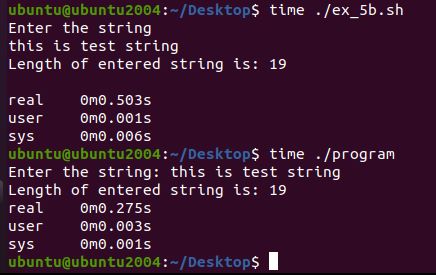 ubuntu@ubuntu2004:~/Desktop$ time ./ex_5b.sh
Enter the string
this is test string
Length of entered string is: 19
real    0m0.503s
user    0m0.001s
sys     0m0.006s
ubuntu@ubuntu2004:~/Desktop$ time ./program
Enter the string: this is test string
Length of entered string is: 19
real    0m0.275s
user    0m0.003s
sys     0m0.001s
ubuntu@ubuntu2004:~/Desktop$